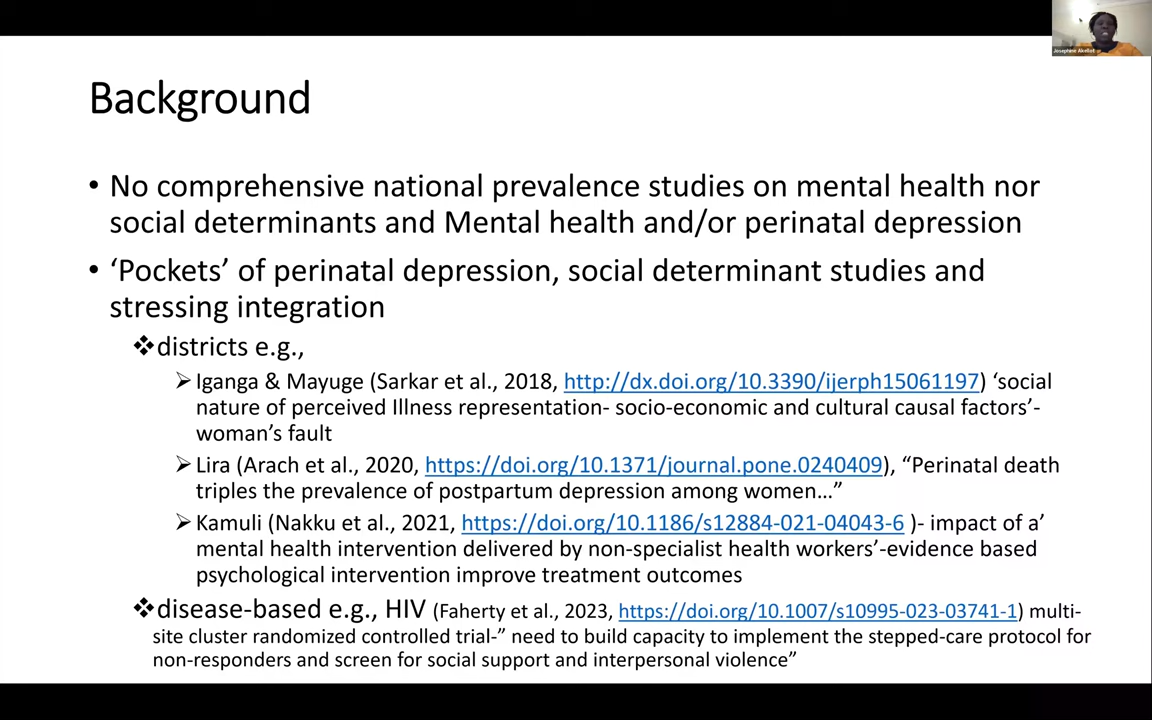 Josephine Akellot
Background
• No comprehensive national prevalence studies on mental health nor
social determinants and Mental health and/or perinatal depression
• ‘Pockets’ of perinatal depression, social determinant studies and
stressing integration
❖districts e.g.,
➢Iganga & Mayuge (Sarkar et al., 2018, http://dx.doi.org/10.3390/ijerph15061197) ‘social
nature of perceived Illness representation- socio-economic and cultural causal factors’-
woman’s fault
➢Lira (Arach et al., 2020, https://doi.org/10.1371/journal.pone.0240409), “Perinatal death
triples the prevalence of postpartum depression among women…”
➢Kamuli (Nakku et al., 2021, https://doi.org/10.1186/s12884-021-04043-6 )- impact of a’
mental health intervention delivered by non-specialist health workers’-evidence based
psychological intervention improve treatment outcomes
❖disease-based e.g., HIV (Faherty et al., 2023, https://doi.org/10.1007/s10995-023-03741-1) multi-
site cluster randomized controlled trial-” need to build capacity to implement the stepped-care protocol for
non-responders and screen for social support and interpersonal violence”